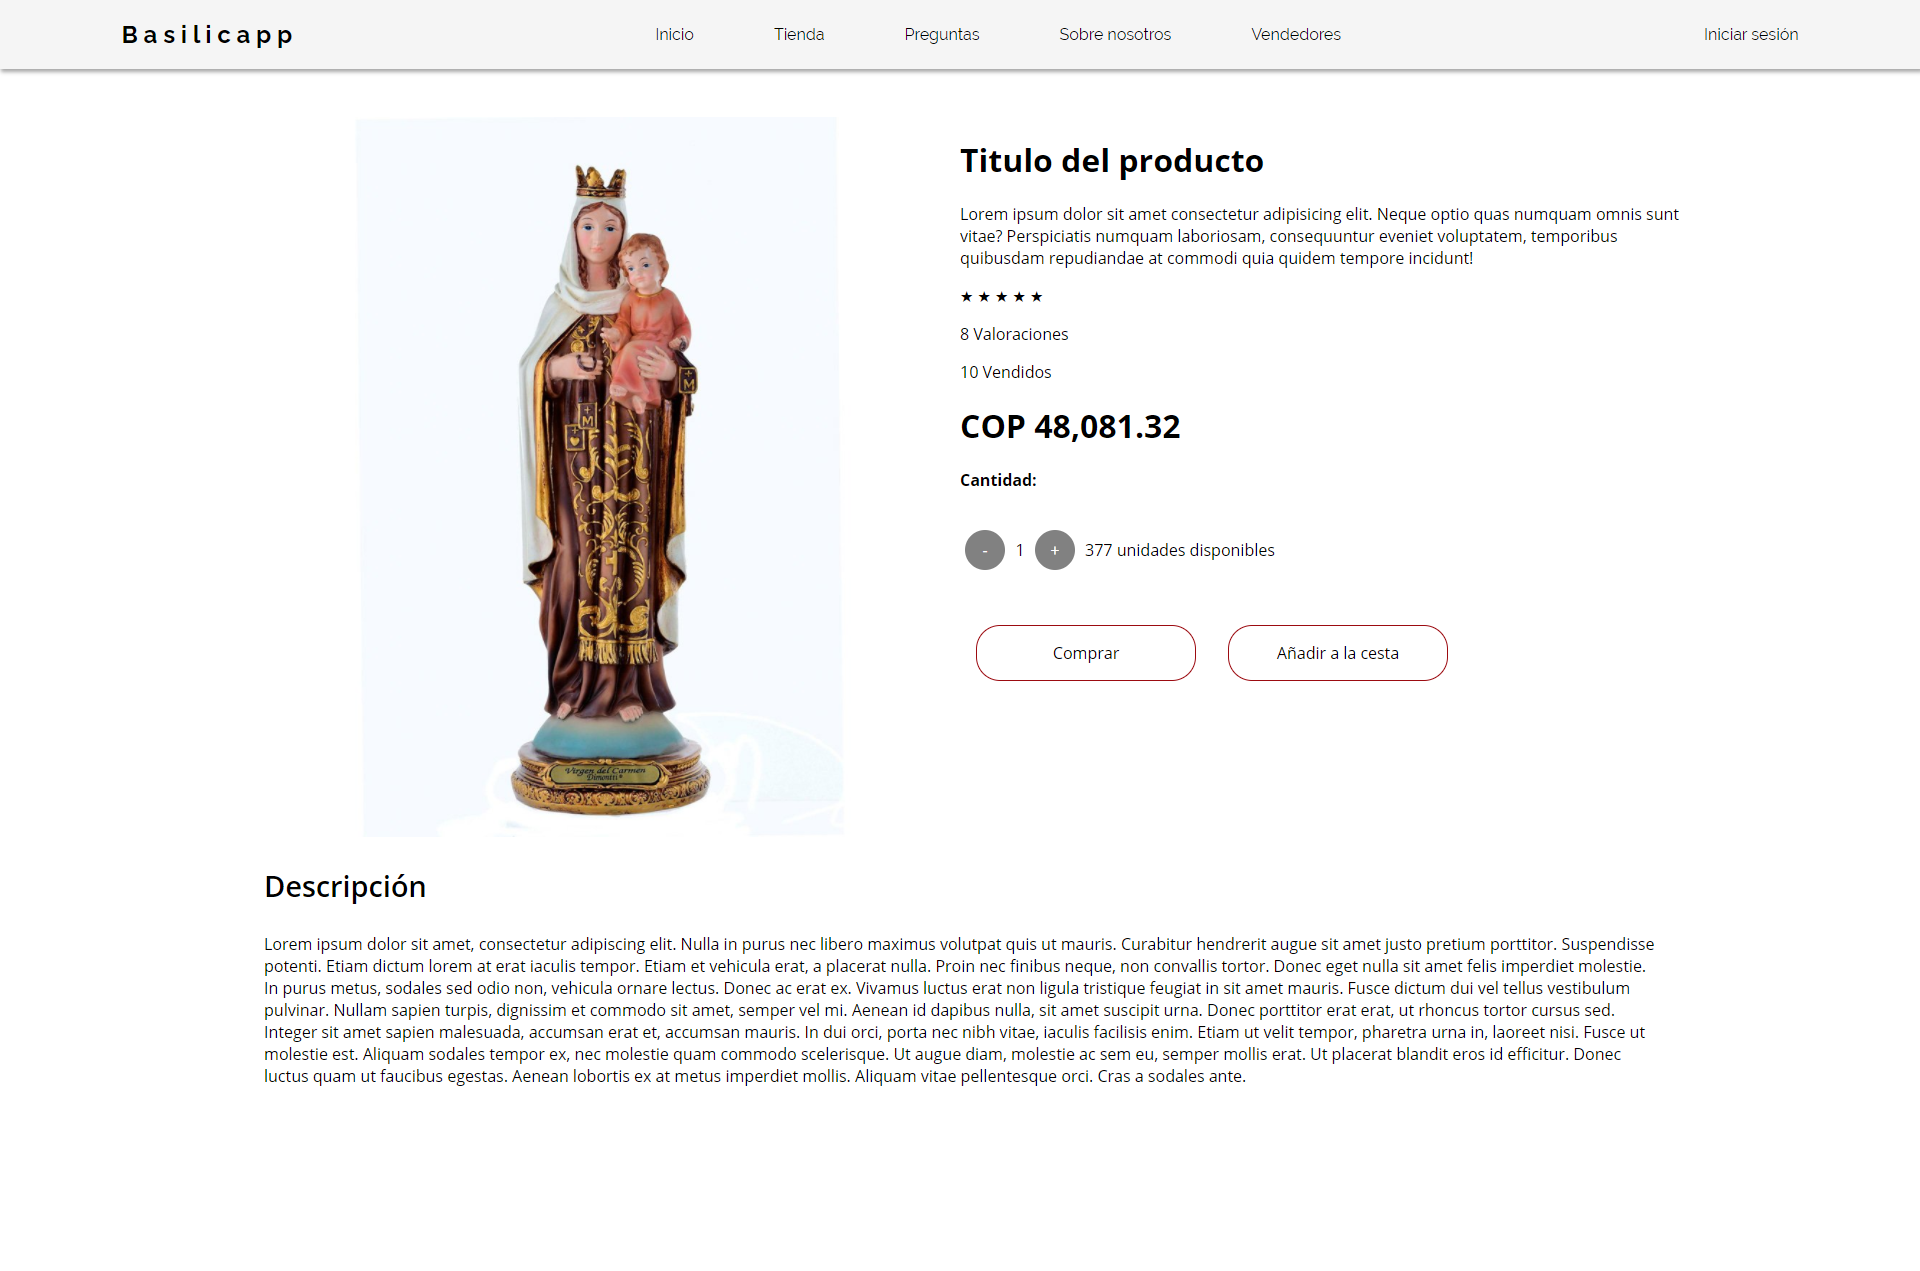 Basilicapp
Inicio
Tienda
Preguntas
Sobre nosotros
Vendedores
Iniciar sesión
Titulo del producto
Lorem ipsum dolor sit amet consectetur adipisicing elit. Neque optio quas numquam omnis sunt
vitae? Perspiciatis numquam laboriosam, consequuntur eveniet voluptatem, temporibus
quibusdam repudiandae at commodi quia quidem tempore incidunt!
★ ★ ★ ★ ★
8 Valoraciones
10 Vendidos
COP 48,081.32
Cantidad:
- 1 + 377 unidades disponibles
Comprar
Añadir a la cesta
M
M
Virgen del Carmen
Dimontti®
Descripción
Lorem ipsum dolor sit amet, consectetur adipiscing elit. Nulla in purus nec libero maximus volutpat quis ut mauris. Curabitur hendrerit augue sit amet justo pretium porttitor. Suspendisse
potenti. Etiam dictum lorem at erat iaculis tempor. Etiam et vehicula erat, a placerat nulla. Proin nec finibus neque, non convallis tortor. Donec eget nulla sit amet felis imperdiet molestie.
In purus metus, sodales sed odio non, vehicula ornare lectus. Donec ac erat ex. Vivamus luctus erat non ligula tristique feugiat in sit amet mauris. Fusce dictum dui vel tellus vestibulum
pulvinar. Nullam sapien turpis, dignissim et commodo sit amet, semper vel mi. Aenean id dapibus nulla, sit amet suscipit urna. Donec porttitor erat erat, ut rhoncus tortor cursus sed.
Integer sit amet sapien malesuada, accumsan erat et, accumsan mauris. In dui orci, porta nec nibh vitae, iaculis facilisis enim. Etiam ut velit tempor, pharetra urna in, laoreet nisi. Fusce ut
molestie est. Aliquam sodales tempor ex, nec molestie quam commodo scelerisque. Ut augue diam, molestie ac sem eu, semper mollis erat. Ut placerat blandit eros id efficitur. Donec
luctus quam ut faucibus egestas. Aenean lobortis ex at metus imperdiet mollis. Aliquam vitae pellentesque orci. Cras a sodales ante.